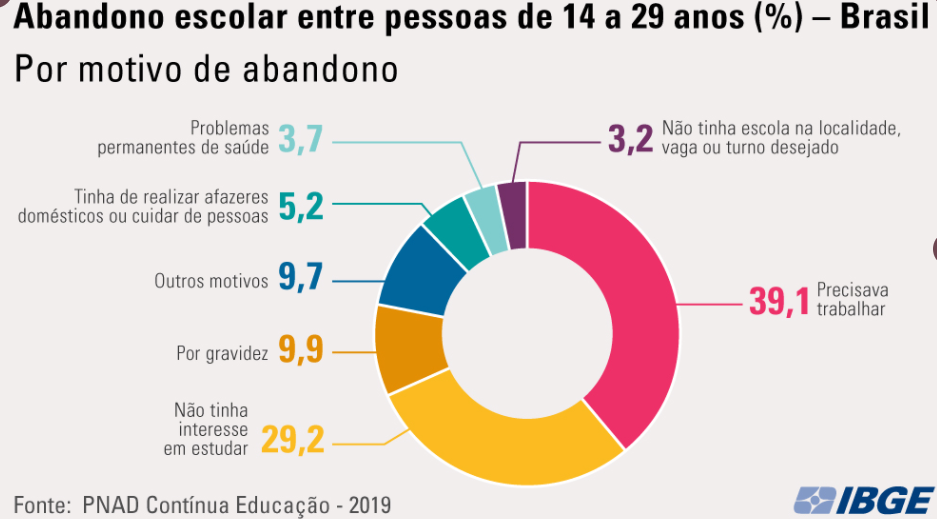 Abandono escolar entre pessoas de 14 a 29 anos (%) – Brasil
Por motivo de abandono
Problemas
permanentes de saúde 3,7
3,2 Não tinha escola na localidade,
vaga ou turno desejado
Tinha de realizar afazeres
domésticos ou cuidar de pessoas 5,2
Outros motivos 9,7
39,1 Precisava
trabalhar
Por gravidez 9,9
Não tinha
interesse
em estudar 29,2
Fonte: PNAD Contínua Educação - 2019
IBGE